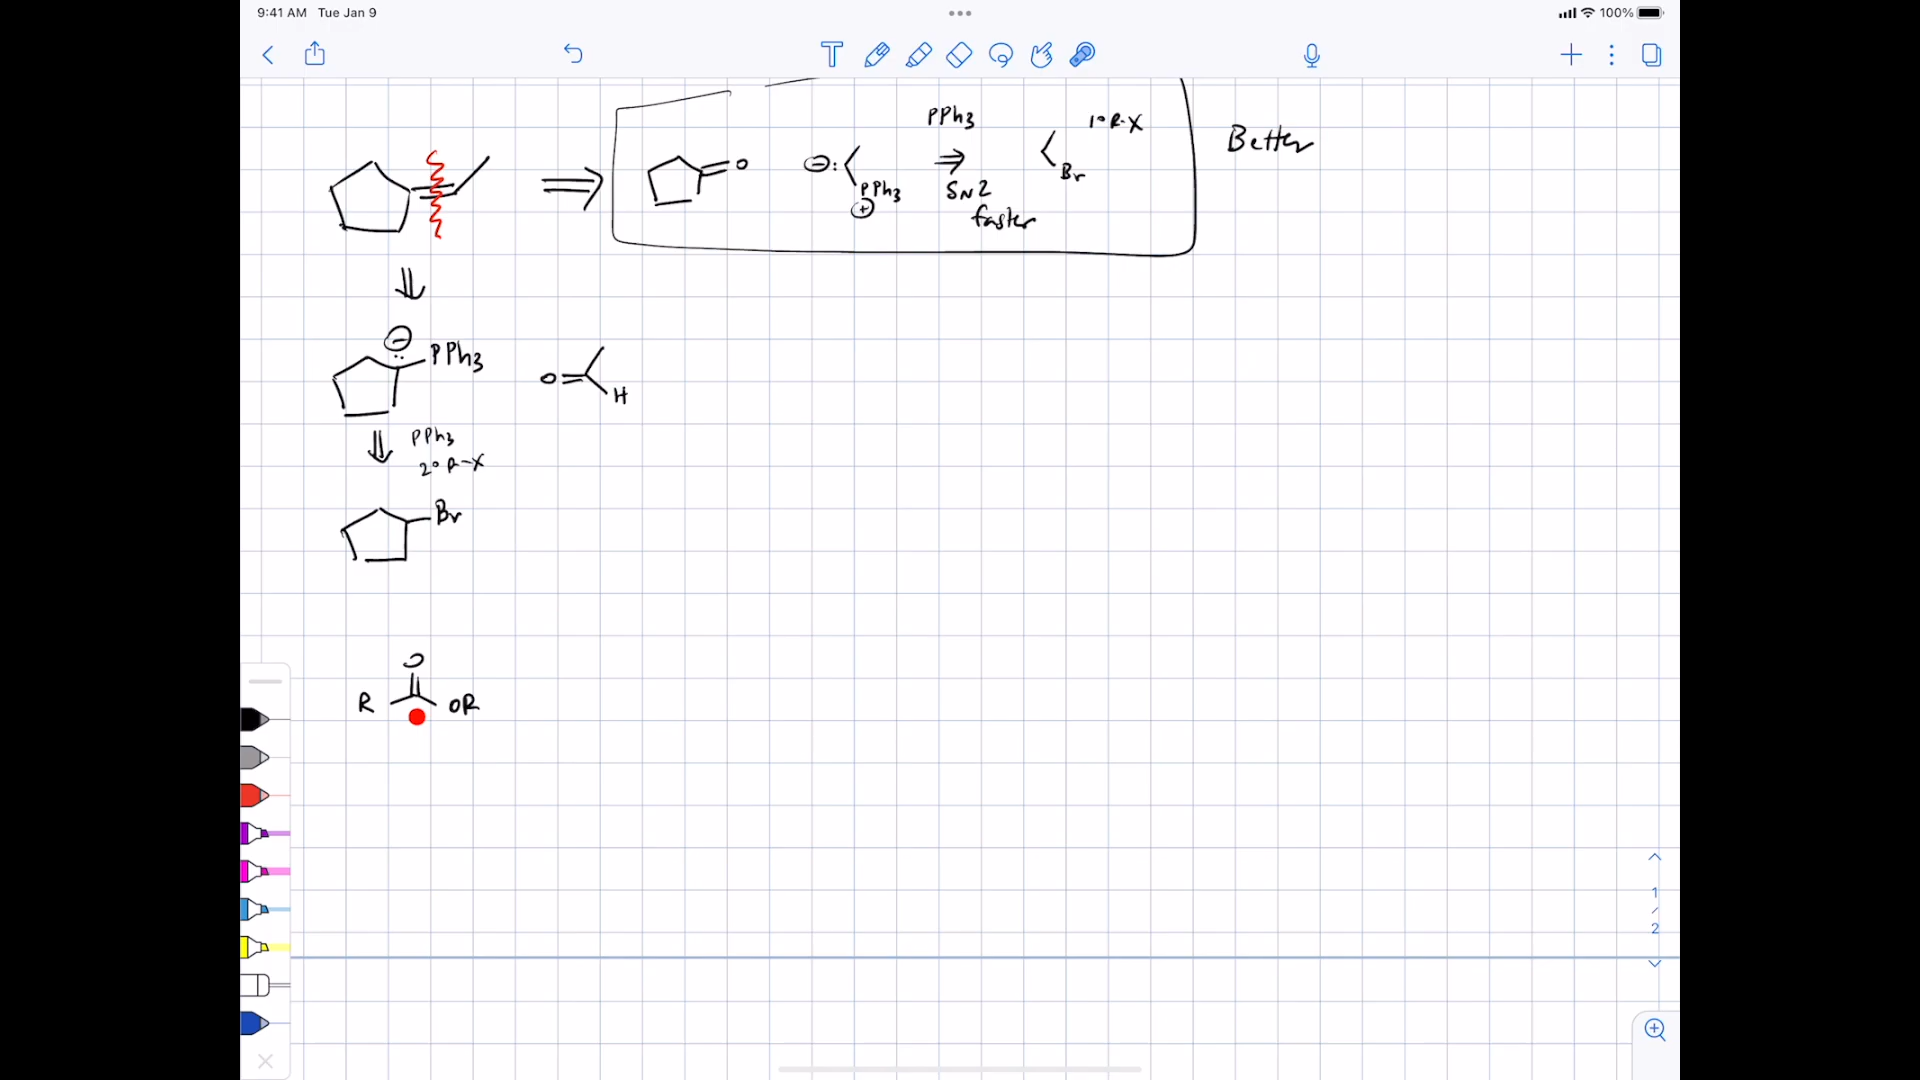 9:41 AM Tue Jan 9
100%
PPh3
1° R-X
Better
O
⊖:
PPh3
⊕
⇒
Br
SN2
faster
⊖
PPh3
O
H
PPh3
2° R-X
Br
O
R
OR
1
/
2